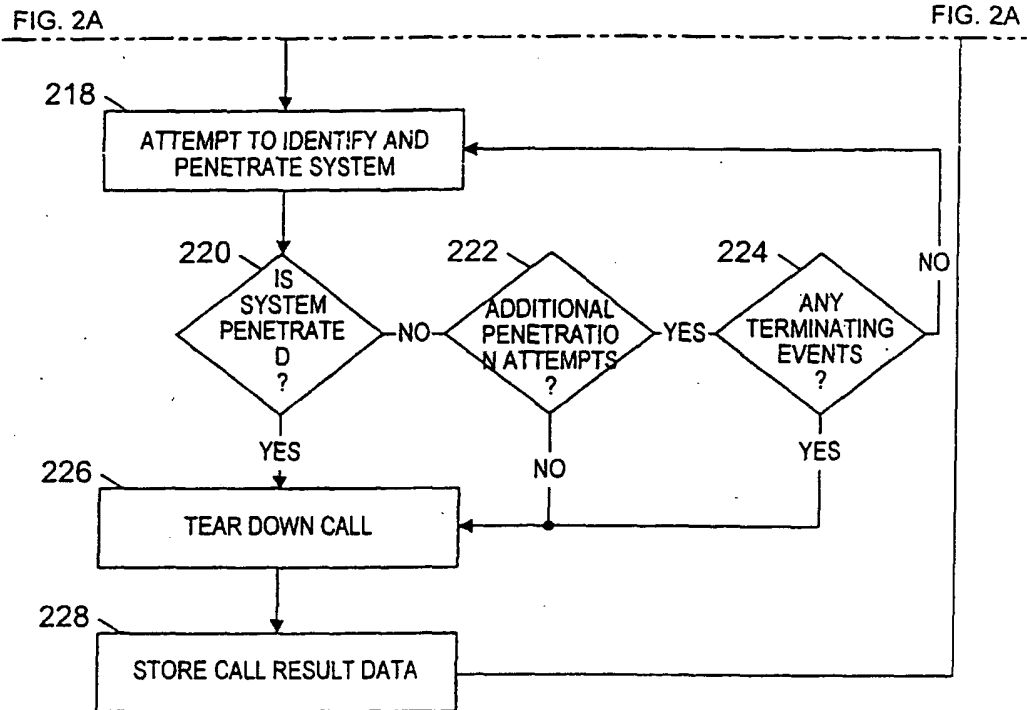 FIG. 2A
FIG. 2A
218
ATTEMPT TO IDENTIFY AND
PENETRATE SYSTEM
220
IS
SYSTEM
PENETRATE
D
?
NO
222
ADDITIONAL
PENETRATIO
N ATTEMPTS
?
YES
224
ANY
TERMINATING
EVENTS
?
NO
YES
NO
YES
226
TEAR DOWN CALL
228
STORE CALL RESULT DATA